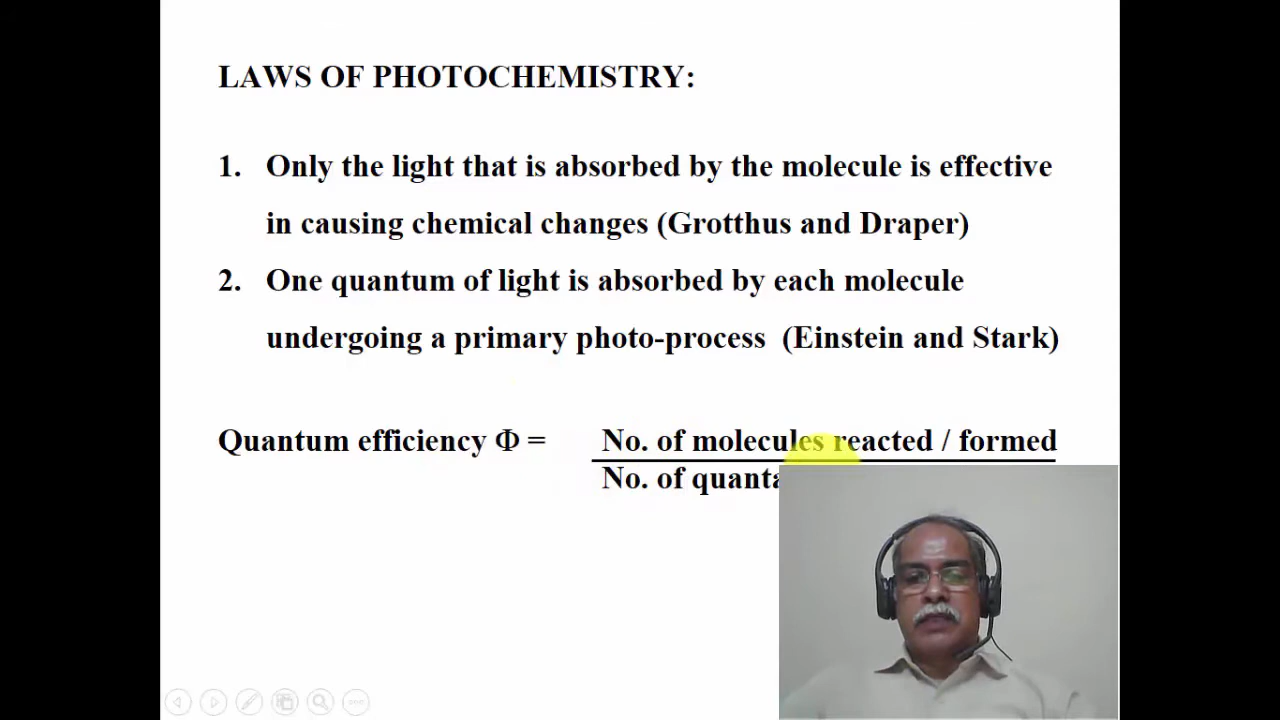 LAWS OF PHOTOCHEMISTRY:
1. Only the light that is absorbed by the molecule is effective
in causing chemical changes (Grotthus and Draper)
2. One quantum of light is absorbed by each molecule
undergoing a primary photo-process (Einstein and Stark)
Quantum efficiency Φ = No. of molecules reacted / formed
No. of quanta